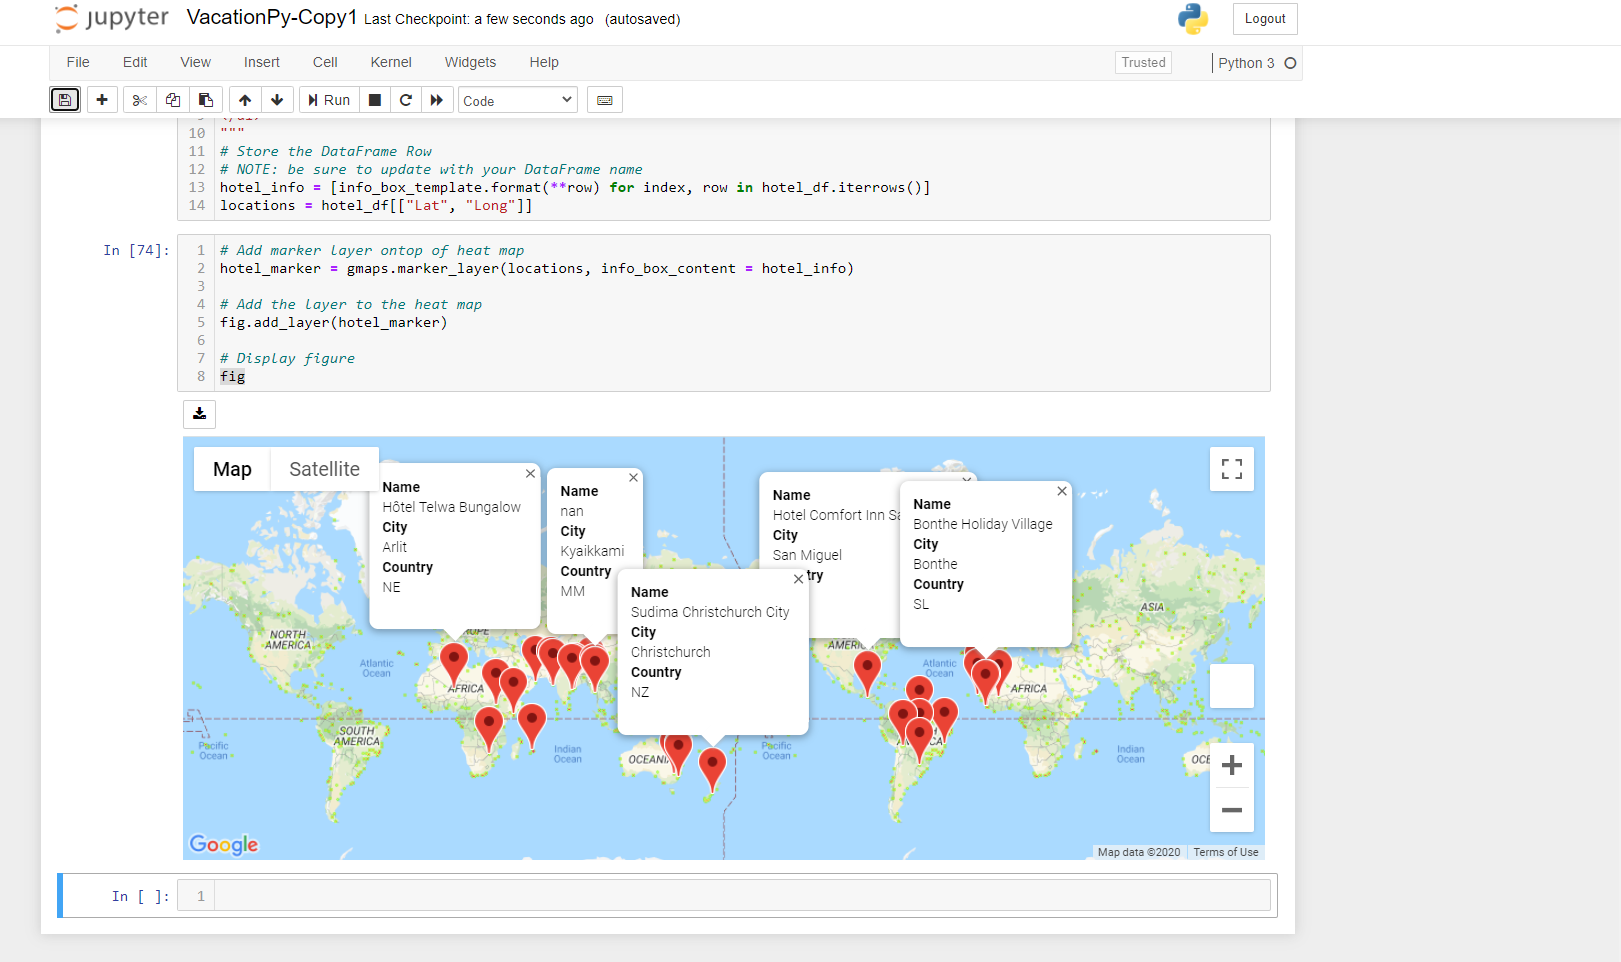 jupyter VacationPy-Copy1 Last Checkpoint: a few seconds ago (autosaved) Logout
File Edit View Insert Cell Kernel Widgets Help Trusted Python 3
Run Code
10 """
11 # Store the DataFrame Row
12 # NOTE: be sure to update with your DataFrame name
13 hotel_info = [info_box_template.format(**row) for index, row in hotel_df.iterrows()]
14 locations = hotel_df[["Lat", "Long"]]
In [74]:
1 # Add marker layer ontop of heat map
2 hotel_marker = gmaps.marker_layer(locations, info_box_content = hotel_info)
3
4 # Add the layer to the heat map
5 fig.add_layer(hotel_marker)
6
7 # Display figure
8 fig
Map Satellite
Name
Hôtel Telwa Bungalow
City
Arlit
Country
NE
Name
nan
City
Kyaikkami
Country
MM
Name
Sudima Christchurch City
City
Christchurch
Country
NZ
Name
Hotel Comfort Inn Sa
City
San Miguel
try
Name
Bonthe Holiday Village
City
Bonthe
Country
SL
NORTH
AMERICA
Atlantic
Ocean
AFRICA
SOUTH
AMERICA
Pacific
Ocean
Indian
Ocean
OCEANI
Pacific
Ocean
AMERIC
Atlantic
Ocean
AFRICA
ASIA
Indian
Ocean
OCE
Google
Map data ©2020 Terms of Use
In [ ]: 1